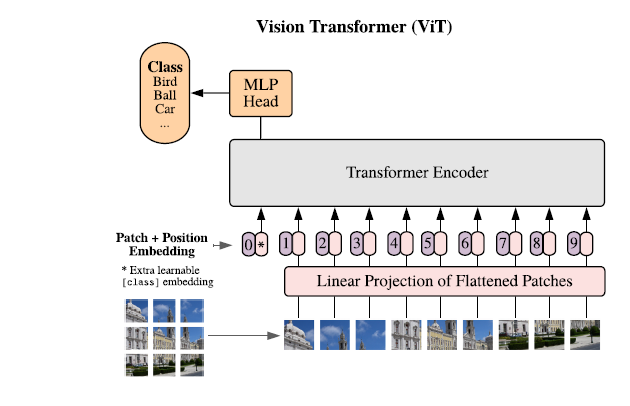 Vision Transformer (ViT)
Class
Bird
Ball
Car
...
MLP
Head
Transformer Encoder
Patch + Position
Embedding
0 * 1 2 3 4 5 6 7 8 9
* Extra learnable
[class] embedding
Linear Projection of Flattened Patches